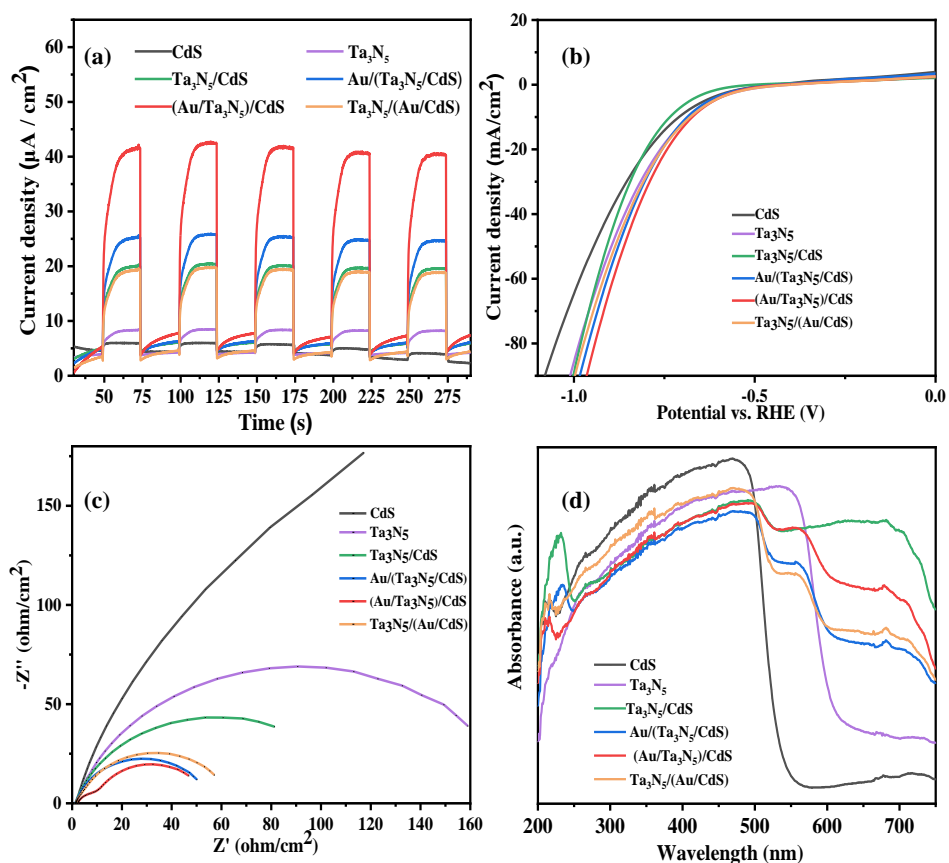 (a)
CdS
Ta₃N₅
Ta₃N₅/CdS
Au/(Ta₃N₅/CdS)
(Au/Ta₃N₅)/CdS
Ta₃N₅/(Au/CdS)
Current density (µA / cm²)
60
50
40
30
20
10
0
50 75 100 125 150 175 200 225 250 275
Time (s)
(b)
CdS
Ta3N5
Ta3N5/CdS
Au/(Ta3N5/CdS)
(Au/Ta3N5)/CdS
Ta3N5/(Au/CdS)
Current density (mA/cm²)
20
0
-20
-40
-60
-80
-1.0 -0.5 0.0
Potential vs. RHE (V)
(c)
CdS
Ta3N5
Ta3N5/CdS
Au/(Ta3N5/CdS)
(Au/Ta3N5)/CdS
Ta3N5/(Au/CdS)
-Z'' (ohm/cm²)
150
100
50
0
0 20 40 60 80 100 120 140 160
Z' (ohm/cm²)
(d)
CdS
Ta₃N₅
Ta₃N₅/CdS
Au/(Ta₃N₅/CdS)
(Au/Ta₃N₅)/CdS
Ta₃N₅/(Au/CdS)
Absorbance (a.u.)
200 300 400 500 600 700
Wavelength (nm)